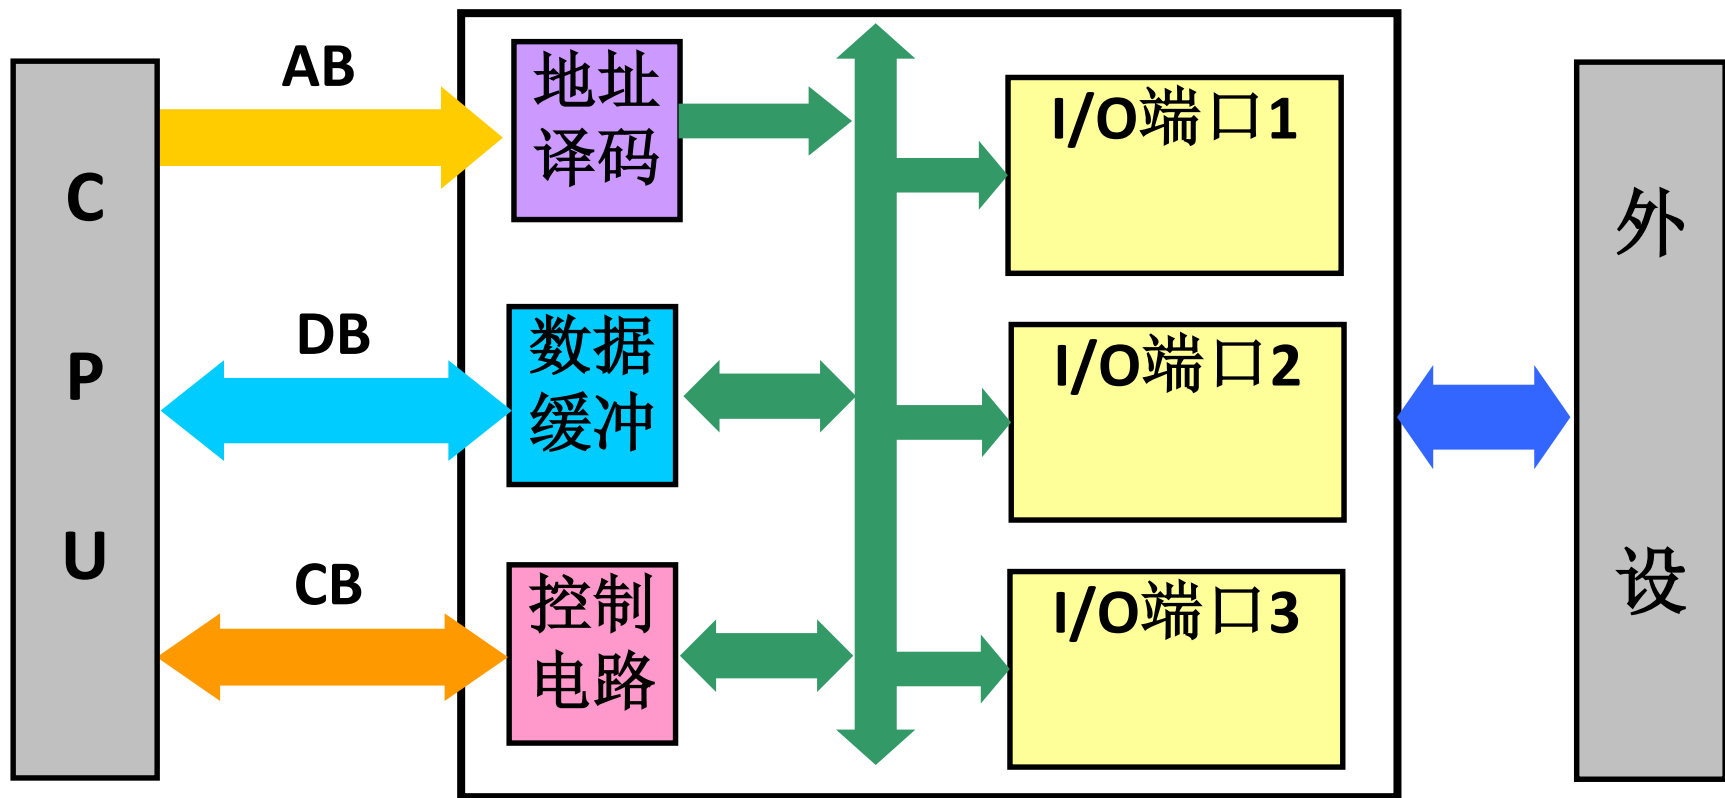 C
P
U
AB
DB
CB
地址
译码
数据
缓冲
控制
电路
I/O端口1
I/O端口2
I/O端口3
外
设